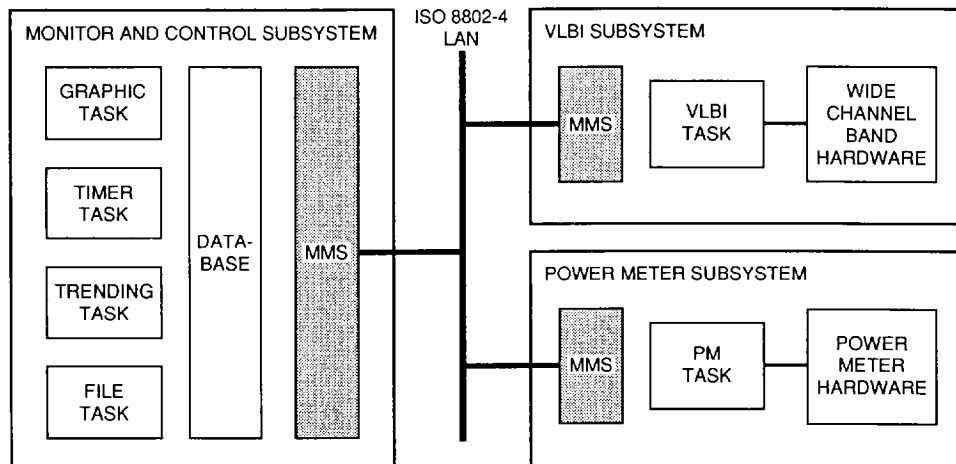 MONITOR AND CONTROL SUBSYSTEM
GRAPHIC
TASK
TIMER
TASK
TRENDING
TASK
FILE
TASK
DATA-
BASE
MMS
ISO 8802-4
LAN
VLBI SUBSYSTEM
MMS
VLBI
TASK
WIDE
CHANNEL
BAND
HARDWARE
POWER METER SUBSYSTEM
MMS
PM
TASK
POWER
METER
HARDWARE